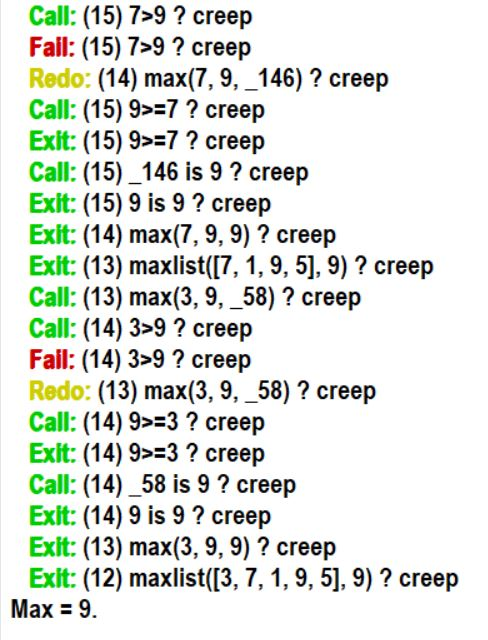 Call: (15) 7>9 ? creep
Fail: (15) 7>9 ? creep
Redo: (14) max(7, 9, _146) ? creep
Call: (15) 9>=7 ? creep
Exit: (15) 9>=7 ? creep
Call: (15) _146 is 9 ? creep
Exit: (15) 9 is 9 ? creep
Exit: (14) max(7, 9, 9) ? creep
Exit: (13) maxlist([7, 1, 9, 5], 9) ? creep
Call: (13) max(3, 9, _58) ? creep
Call: (14) 3>9 ? creep
Fail: (14) 3>9 ? creep
Redo: (13) max(3, 9, _58) ? creep
Call: (14) 9>=3 ? creep
Exit: (14) 9>=3 ? creep
Call: (14) _58 is 9 ? creep
Exit: (14) 9 is 9 ? creep
Exit: (13) max(3, 9, 9) ? creep
Exit: (12) maxlist([3, 7, 1, 9, 5], 9) ? creep
Max = 9.